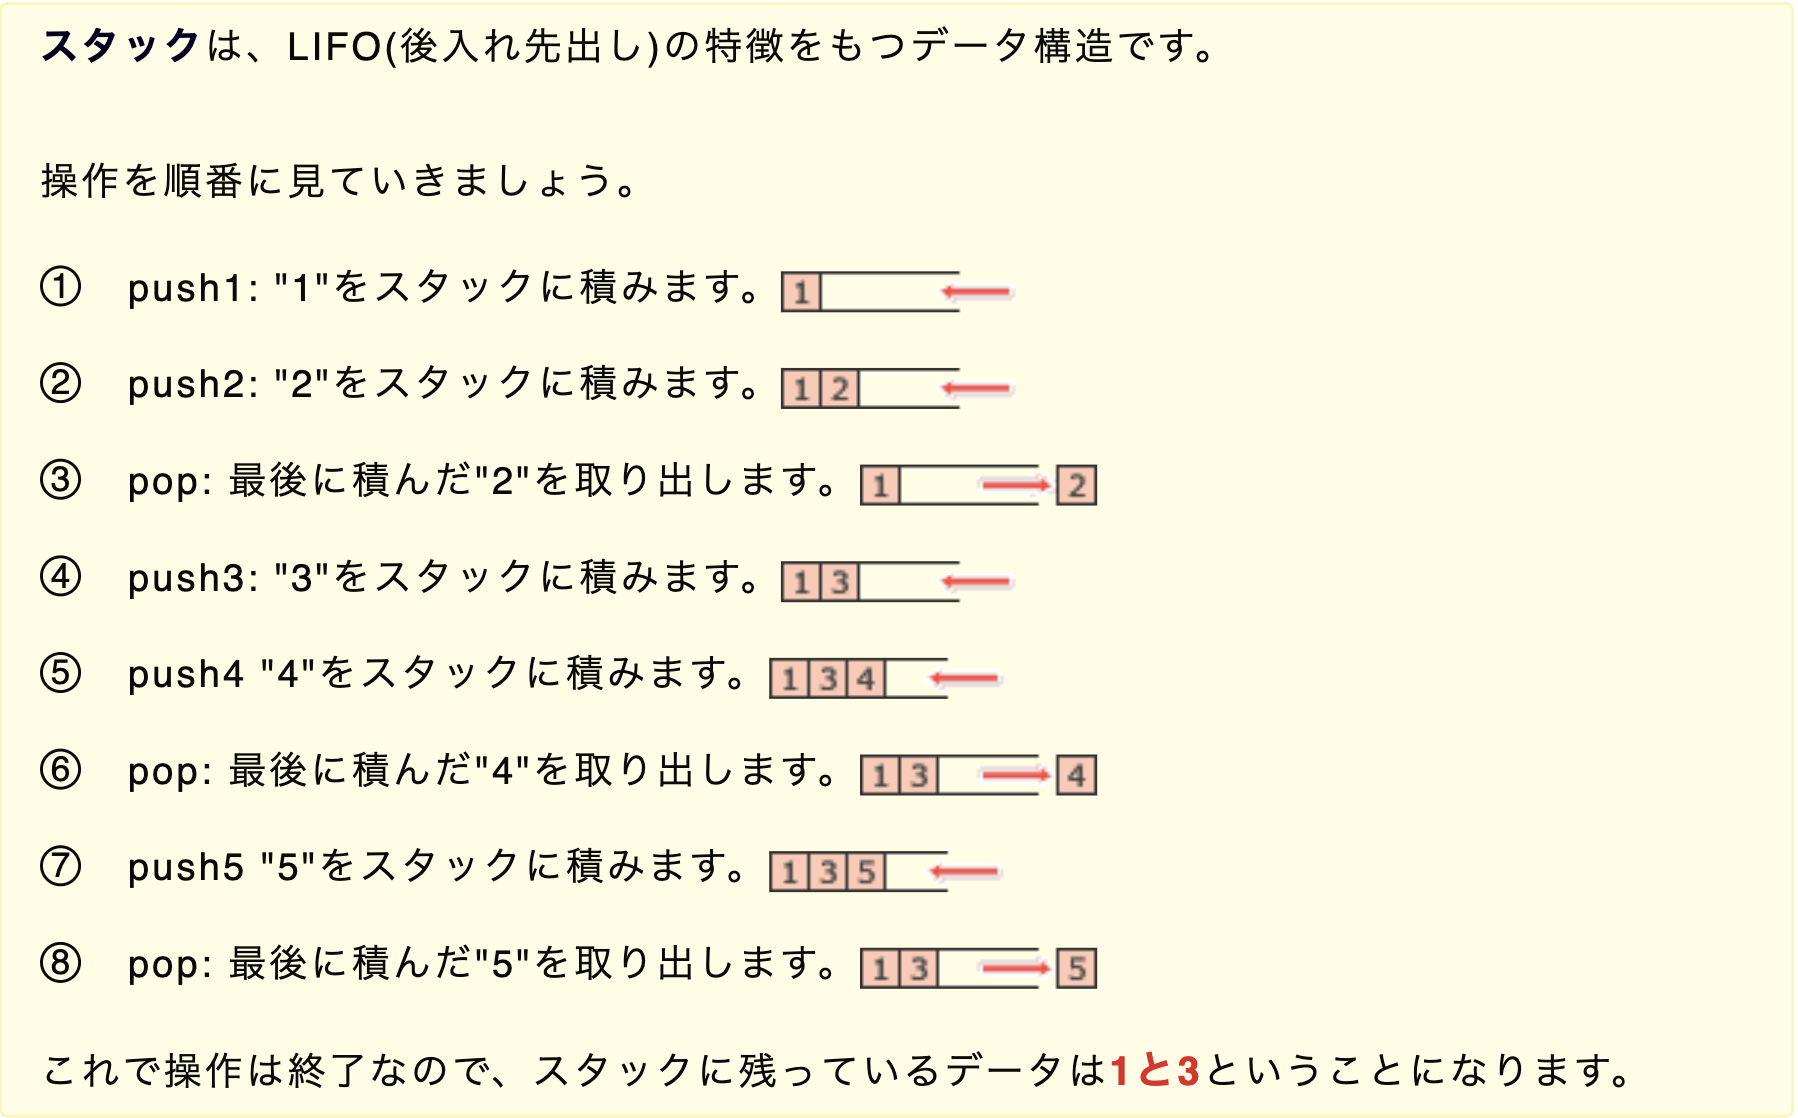 スタックは、LIFO(後入れ先出し)の特徴をもつデータ構造です。
操作を順番に見ていきましょう。
① push1: "1"をスタックに積みます。 1
② push2: "2"をスタックに積みます。 1 2
③ pop: 最後に積んだ"2"を取り出します。 1 2
④ push3: "3"をスタックに積みます。 1 3
⑤ push4 "4"をスタックに積みます。 1 3 4
⑥ pop: 最後に積んだ"4"を取り出します。 1 3 4
⑦ push5 "5"をスタックに積みます。 1 3 5
⑧ pop: 最後に積んだ"5"を取り出します。 1 3 5
これで操作は終了なので、スタックに残っているデータは1と3ということになります。